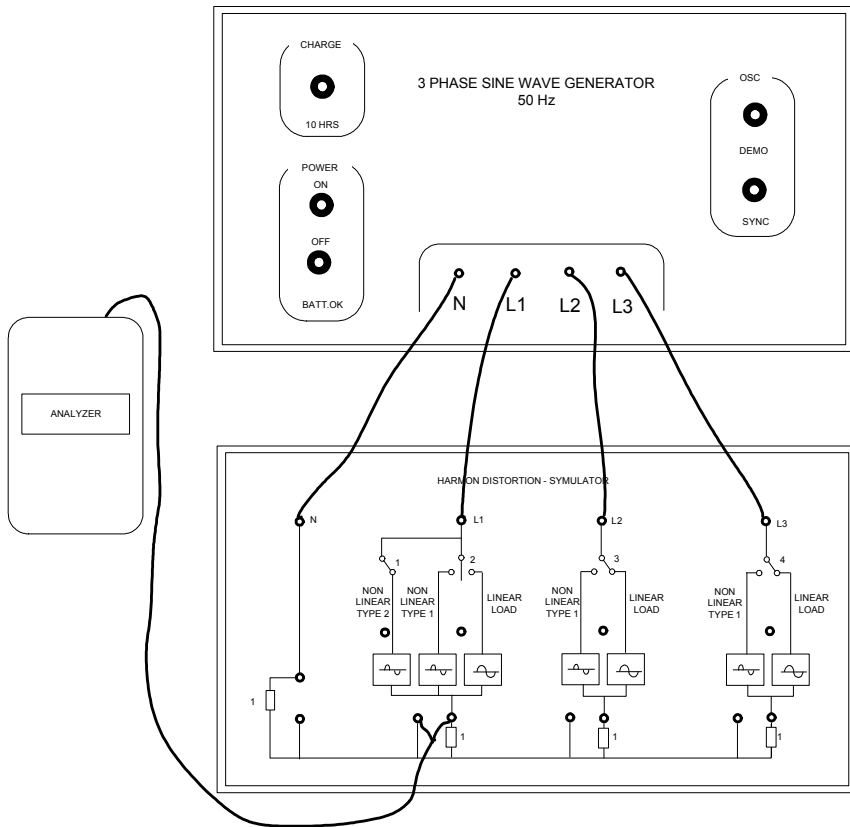 CHARGE
10 HRS
3 PHASE SINE WAVE GENERATOR
50 Hz
OSC
DEMO
SYNC
POWER
ON
OFF
BATT.OK
N
L1
L2
L3
ANALYZER
HARMON DISTORTION - SYMULATOR
N
L1
L2
L3
1
2
3
4
NON
LINEAR
TYPE 2
NON
LINEAR
TYPE 1
LINEAR
LOAD
NON
LINEAR
TYPE 1
LINEAR
LOAD
NON
LINEAR
TYPE 1
LINEAR
LOAD
1
1
1
1